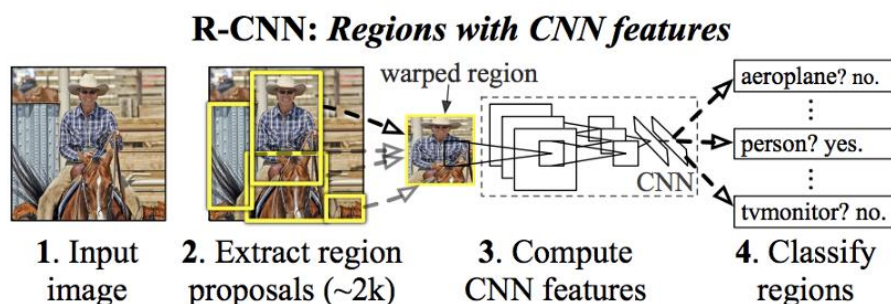 R-CNN: Regions with CNN features
warped region
aeroplane? no.
person? yes.
tvmonitor? no.
CNN
1. Input
image
2. Extract region
proposals (~2k)
3. Compute
CNN features
4. Classify
regions